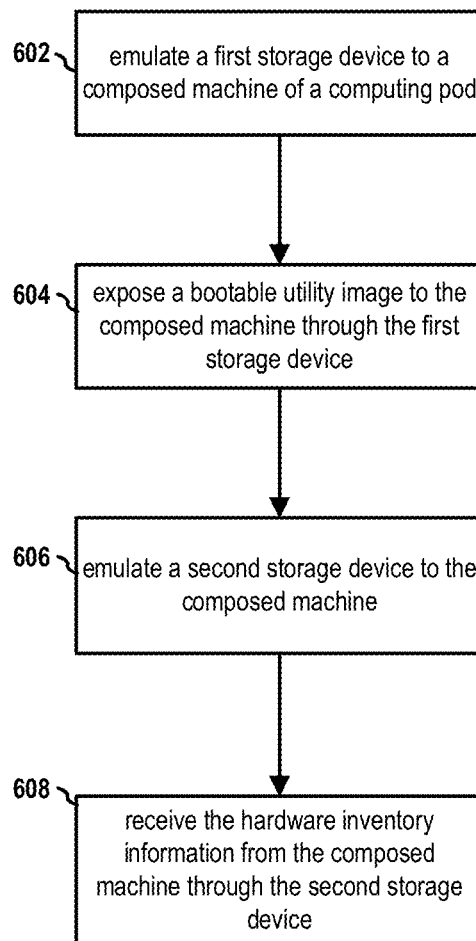 602
emulate a first storage device to a
composed machine of a computing pod
604
expose a bootable utility image to the
composed machine through the first
storage device
606
emulate a second storage device to the
composed machine
608
receive the hardware inventory
information from the composed
machine through the second storage
device